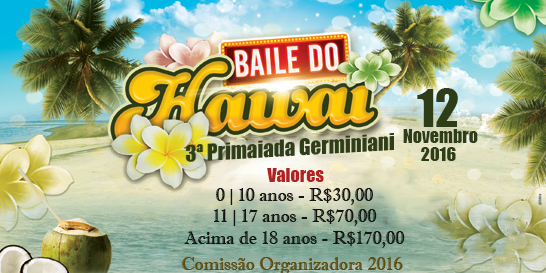 BAILE DO
Hawai
3ª Primaiada Germiniani
12
Novembro
2016
Valores
0 | 10 anos - R$30,00
11 | 17 anos - R$70,00
Acima de 18 anos - R$170,00
Comissão Organizadora 2016